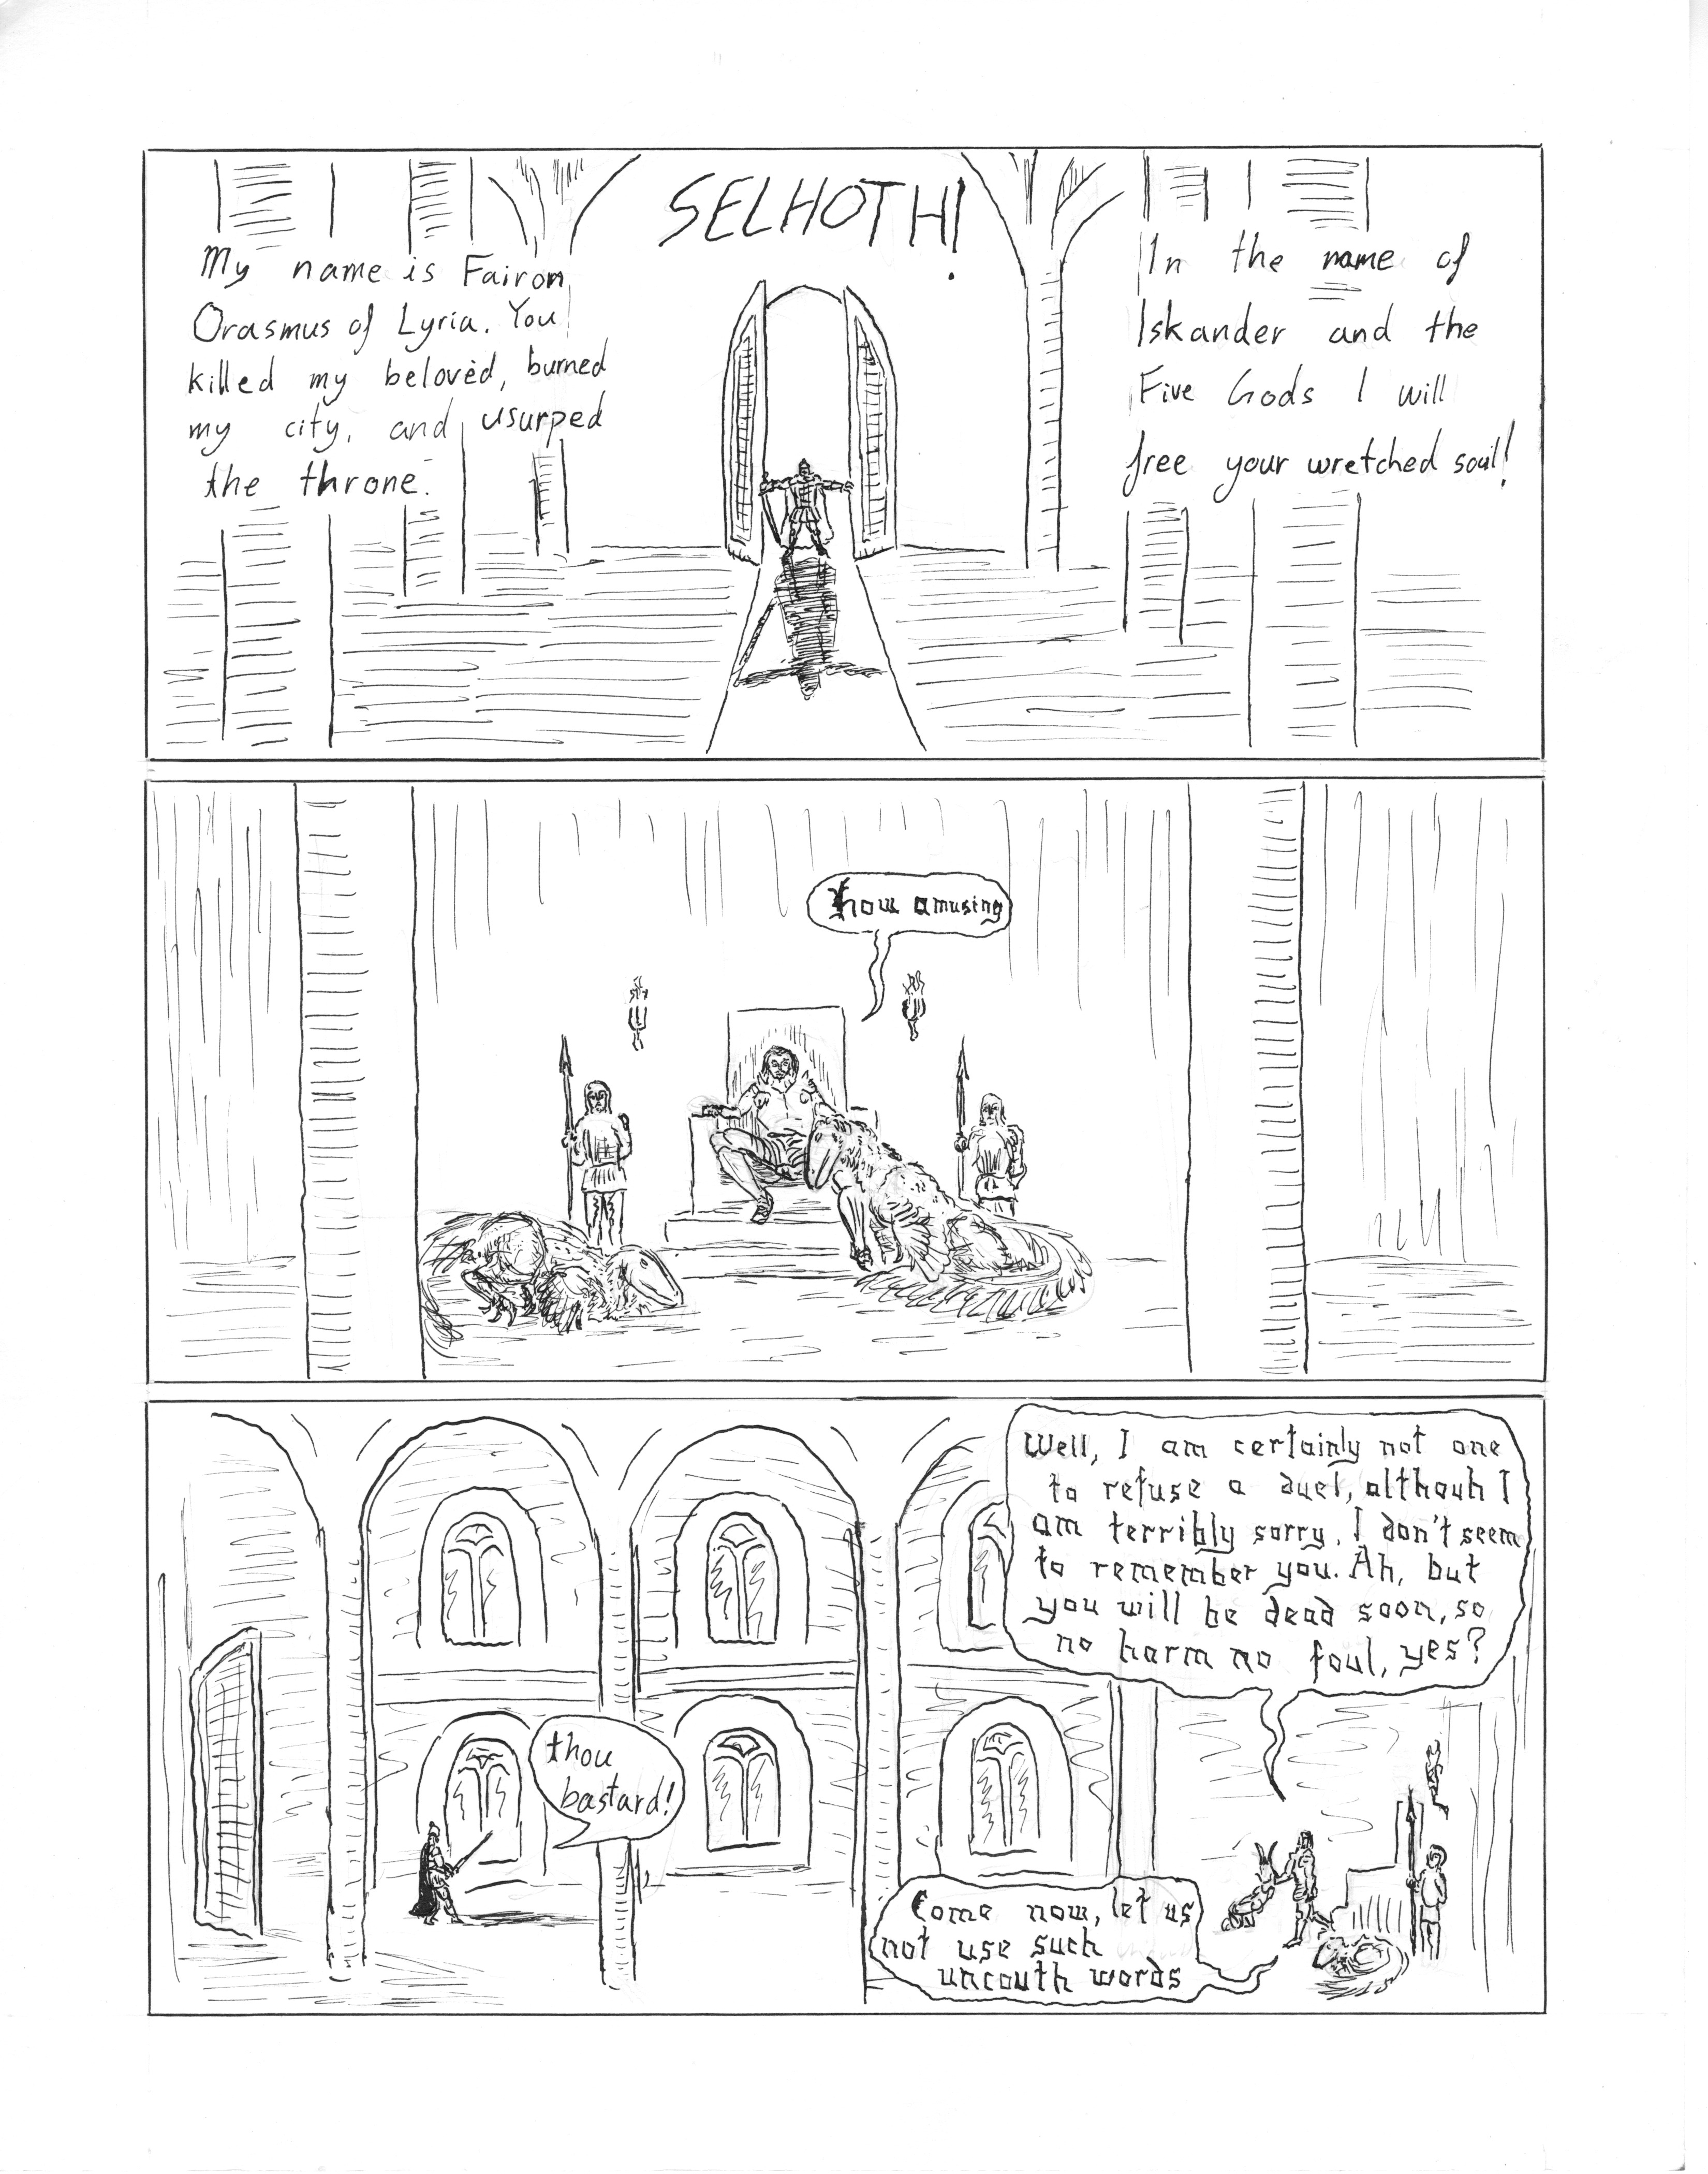 SELHOTH!
My name is Fairon
Orasmus of Lyria. You
killed my beloved, burned
my city, and usurped
the throne.
In the name of
Iskander and the
Five Gods I will
free your wretched soul!
how amusing
Well, I am certainly not one
to refuse a duel, althouh I
am terribly sorry, I don't seem
to remember you. Ah, but
you will be dead soon, so
no harm no foul, yes?
thou
bastard!
Come now, let us
not use such
uncouth words